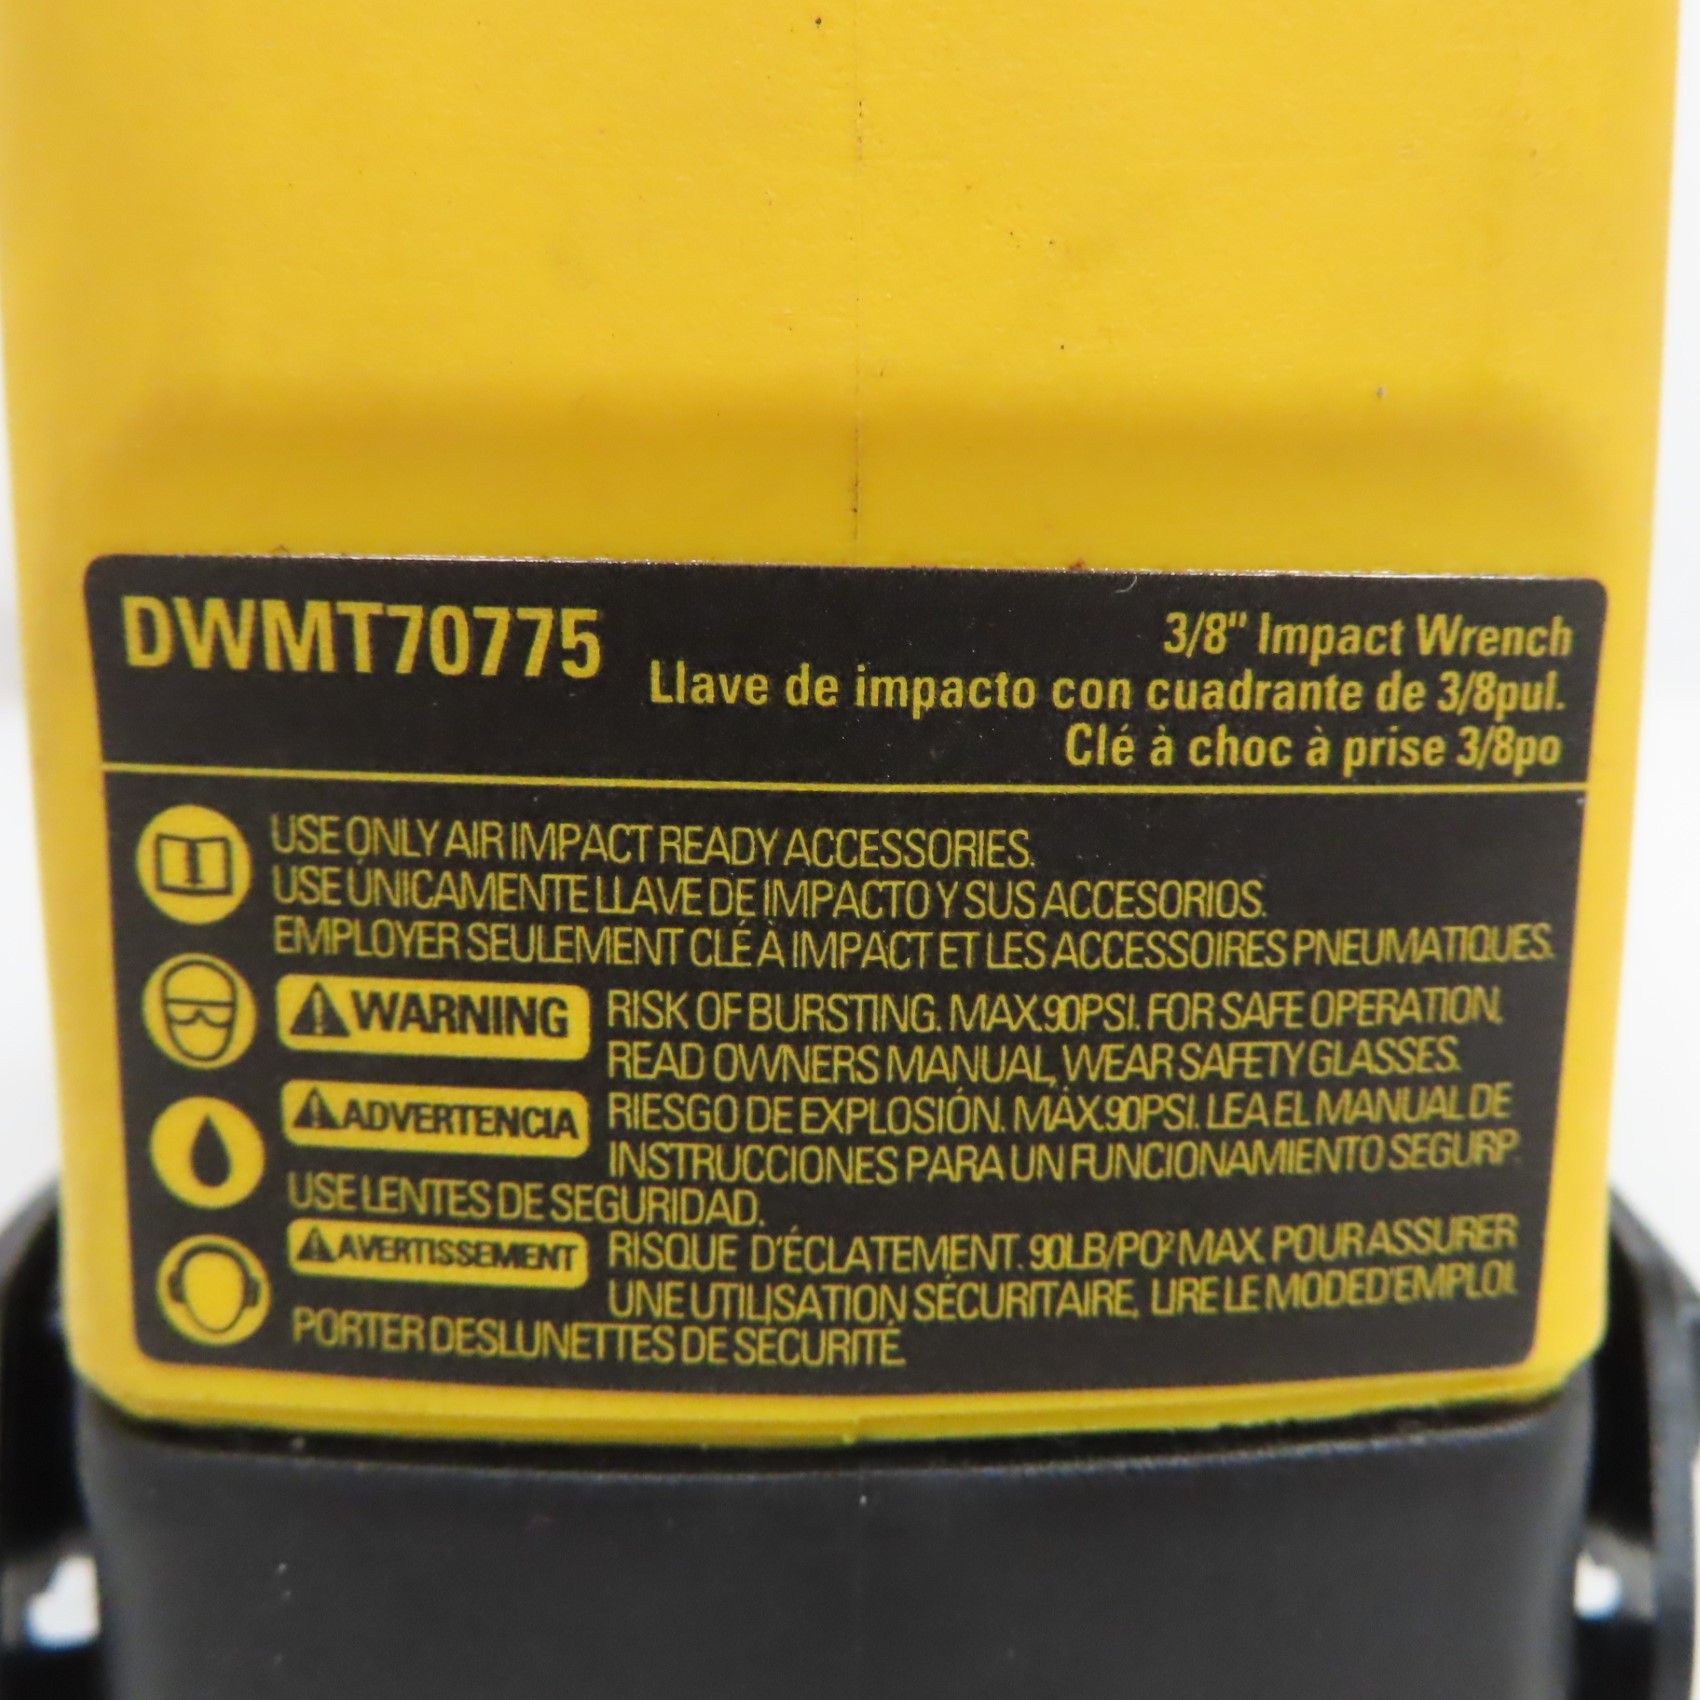 DWMT70775
3/8" Impact Wrench
Llave de impacto con cuadrante de 3/8pul.
Clé à choc à prise 3/8po
USE ONLY AIR IMPACT READY ACCESSORIES.
USE ÚNICAMENTE LLAVE DE IMPACTO Y SUS ACCESORIOS.
EMPLOYER SEULEMENT CLÉ À IMPACT ET LES ACCESSOIRES PNEUMATIQUES.
WARNING RISK OF BURSTING. MAX.90PSI. FOR SAFE OPERATION,
READ OWNERS MANUAL, WEAR SAFETY GLASSES.
ADVERTENCIA RIESGO DE EXPLOSIÓN. MÁX.90PSI. LEA EL MANUAL DE
INSTRUCCIONES PARA UN FUNCIONAMIENTO SEGURP.
USE LENTES DE SEGURIDAD.
AVERTISSEMENT RISQUE D'ÉCLATEMENT. 90LB/PO² MAX. POUR ASSURER
UNE UTILISATION SÉCURITAIRE, LIRE LE MODED'EMPLOI.
PORTER DESLUNETTES DE SÉCURITÉ.